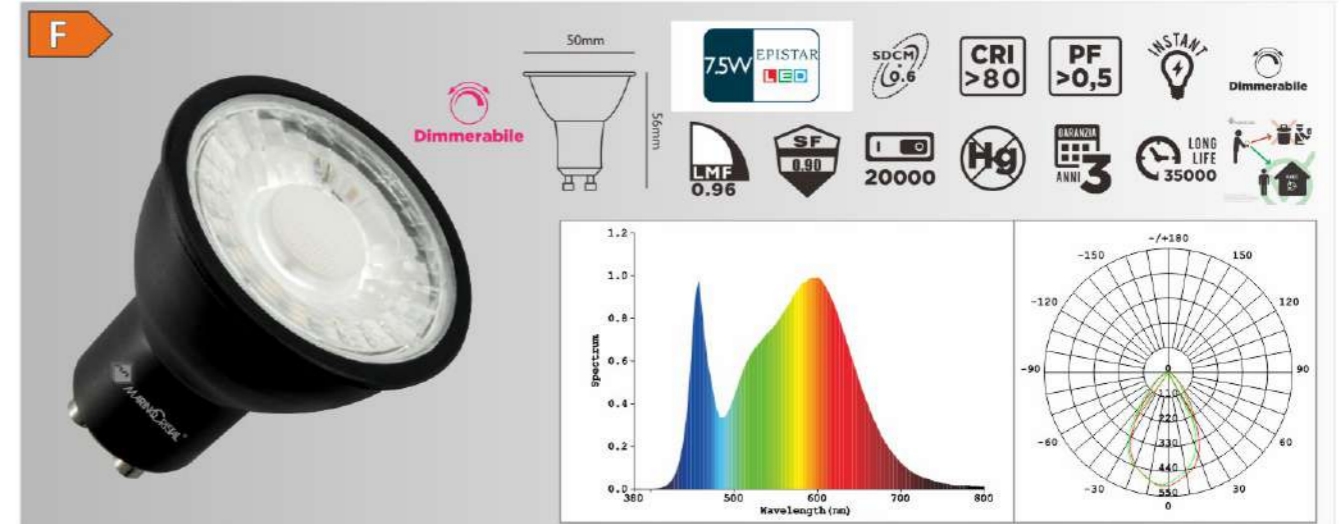 F
Dimmerabile
50mm
56mm
7.5W EPISTAR
LED
SDCM
0.6
CRI
>80
PF
>0,5
INSTANT
Dimmerabile
LMF
0.96
SF
0.90
20000
Hg
GARANZIA
ANNI 3
LONG
LIFE
35000
MARINO CRISTAL®
1.2
1.0
0.8
0.6
0.4
0.2
0.0
Spectrum
380 500 600 700 800
Wavelength(nm)
-/+180
-150 150
-120 120
-90 0 90
110
220
-60 330 60
440
-30 550 30
0